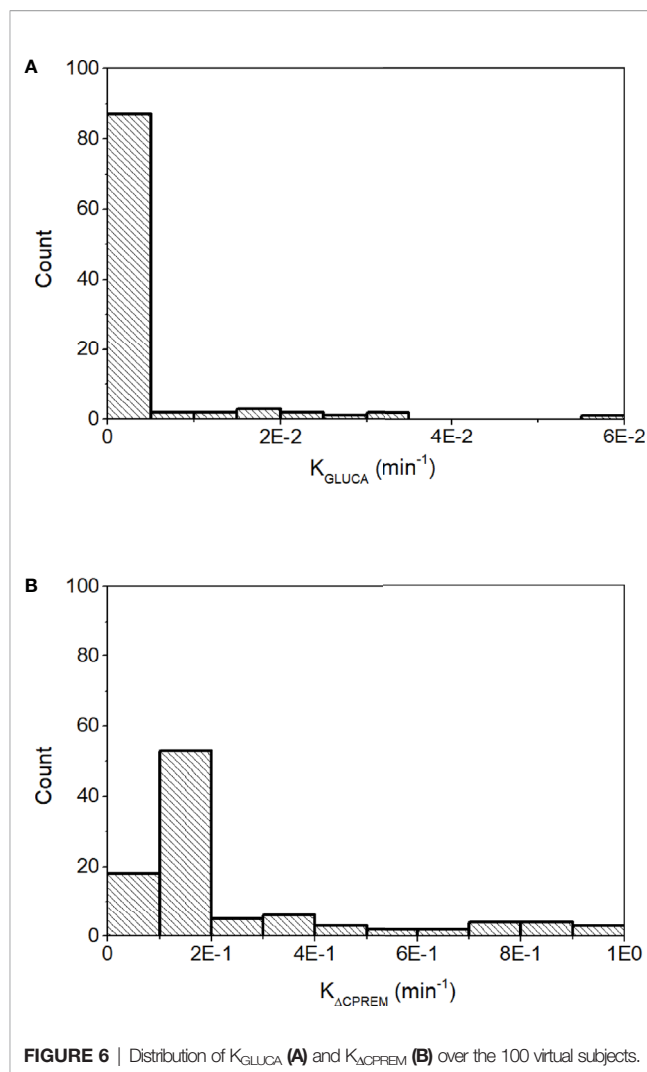 A
100
80
60
40
20
0
Count
0 2E-2 4E-2 6E-2
K_GLUCA (min⁻¹)
B
100
80
60
40
20
0
Count
0 2E-1 4E-1 6E-1 8E-1 1E0
K_ΔCPREM (min⁻¹)
FIGURE 6 | Distribution of K_GLUCA (A) and K_ΔCPREM (B) over the 100 virtual subjects.